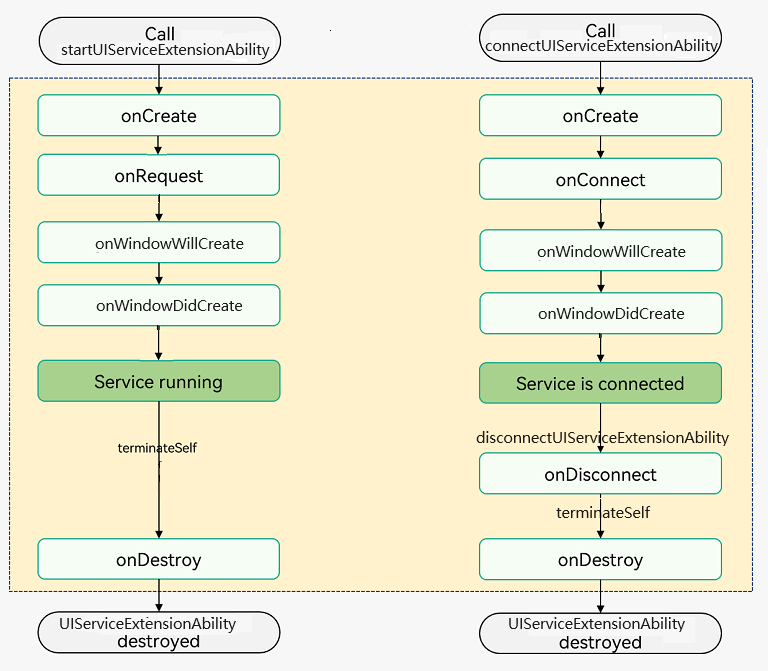 Call
startUIServiceExtensionAbility
onCreate
onRequest
onWindowWillCreate
onWindowDidCreate
Service running
terminateSelf
onDestroy
UIServiceExtensionAbility
destroyed
Call
connectUIServiceExtensionAbility
onCreate
onConnect
onWindowWillCreate
onWindowDidCreate
Service is connected
disconnectUIServiceExtensionAbility
onDisconnect
terminateSelf
onDestroy
UIServiceExtensionAbility
destroyed